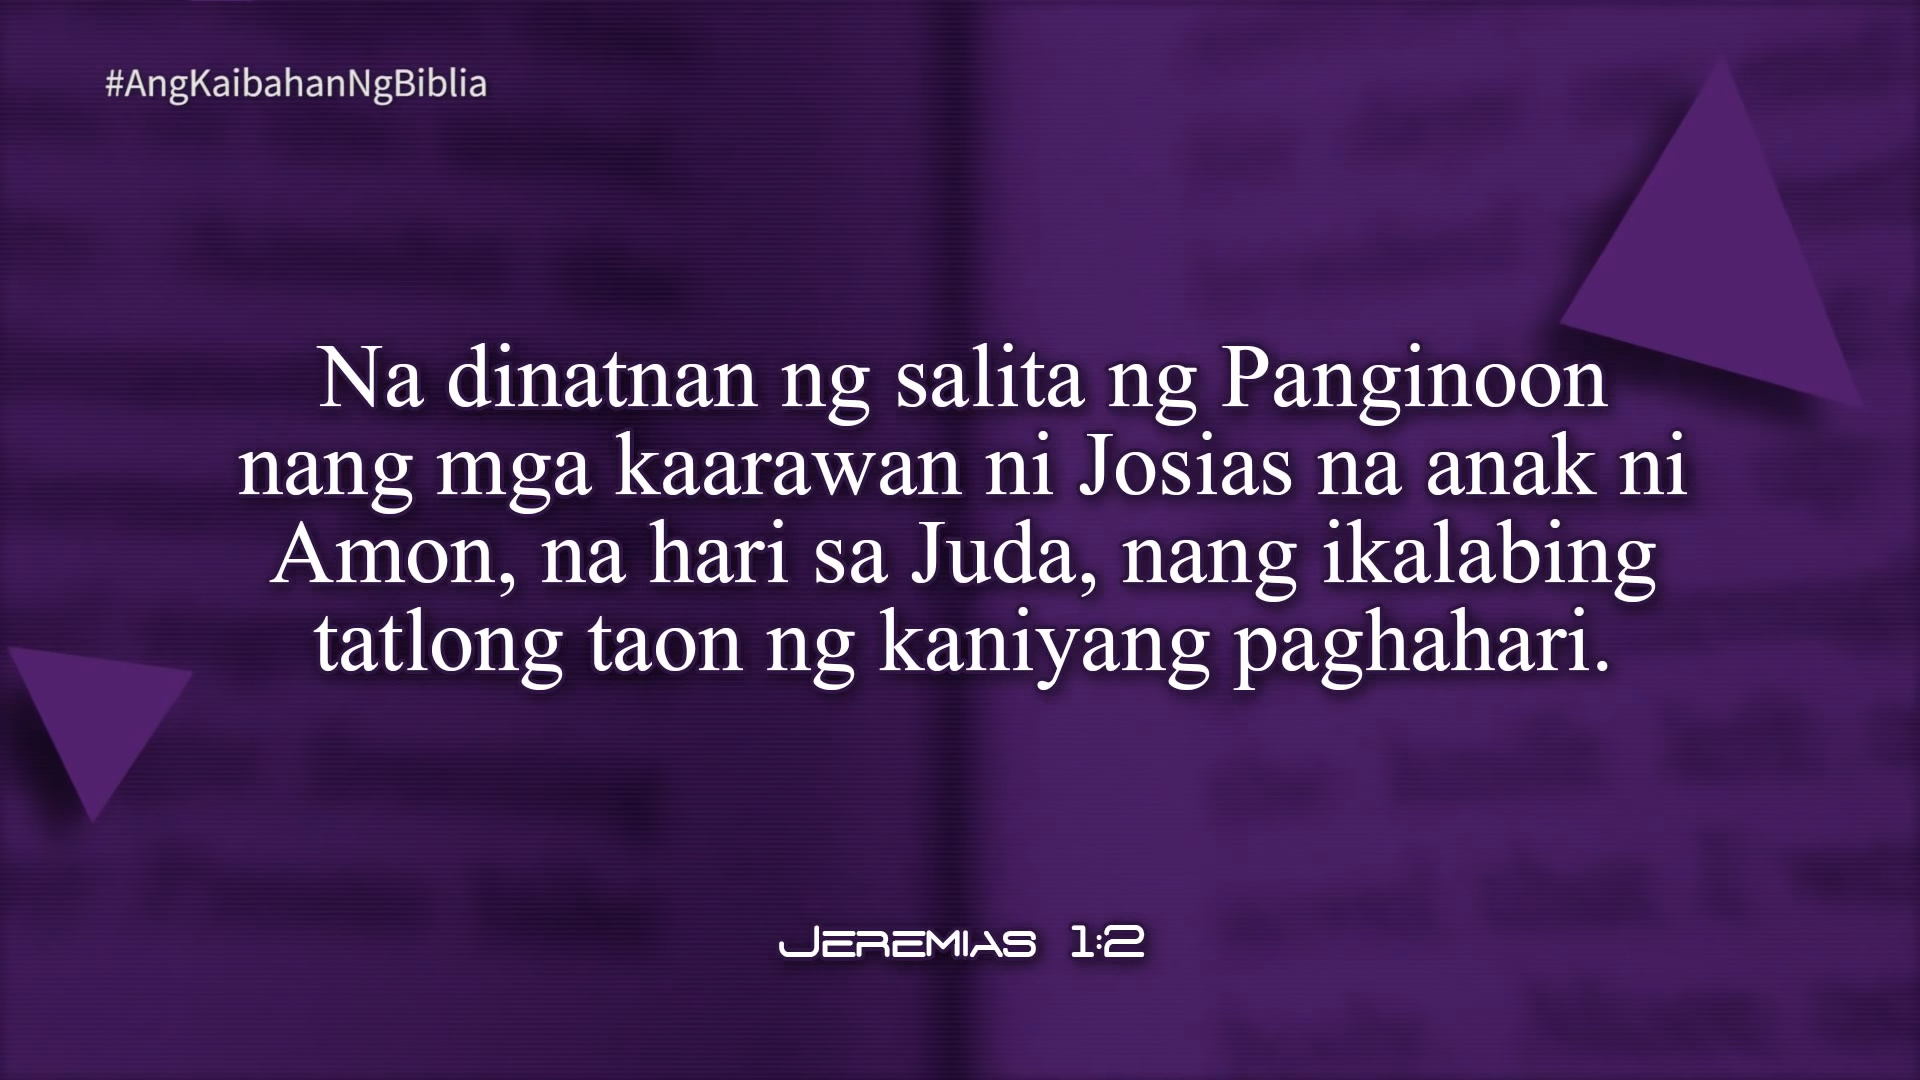 #AngKaibahanNgBiblia
Na dinatnan ng salita ng Panginoon
nang mga kaarawan ni Josias na anak ni
Amon, na hari sa Juda, nang ikalabing
tatlong taon ng kaniyang paghahari.
Jeremias 1:2